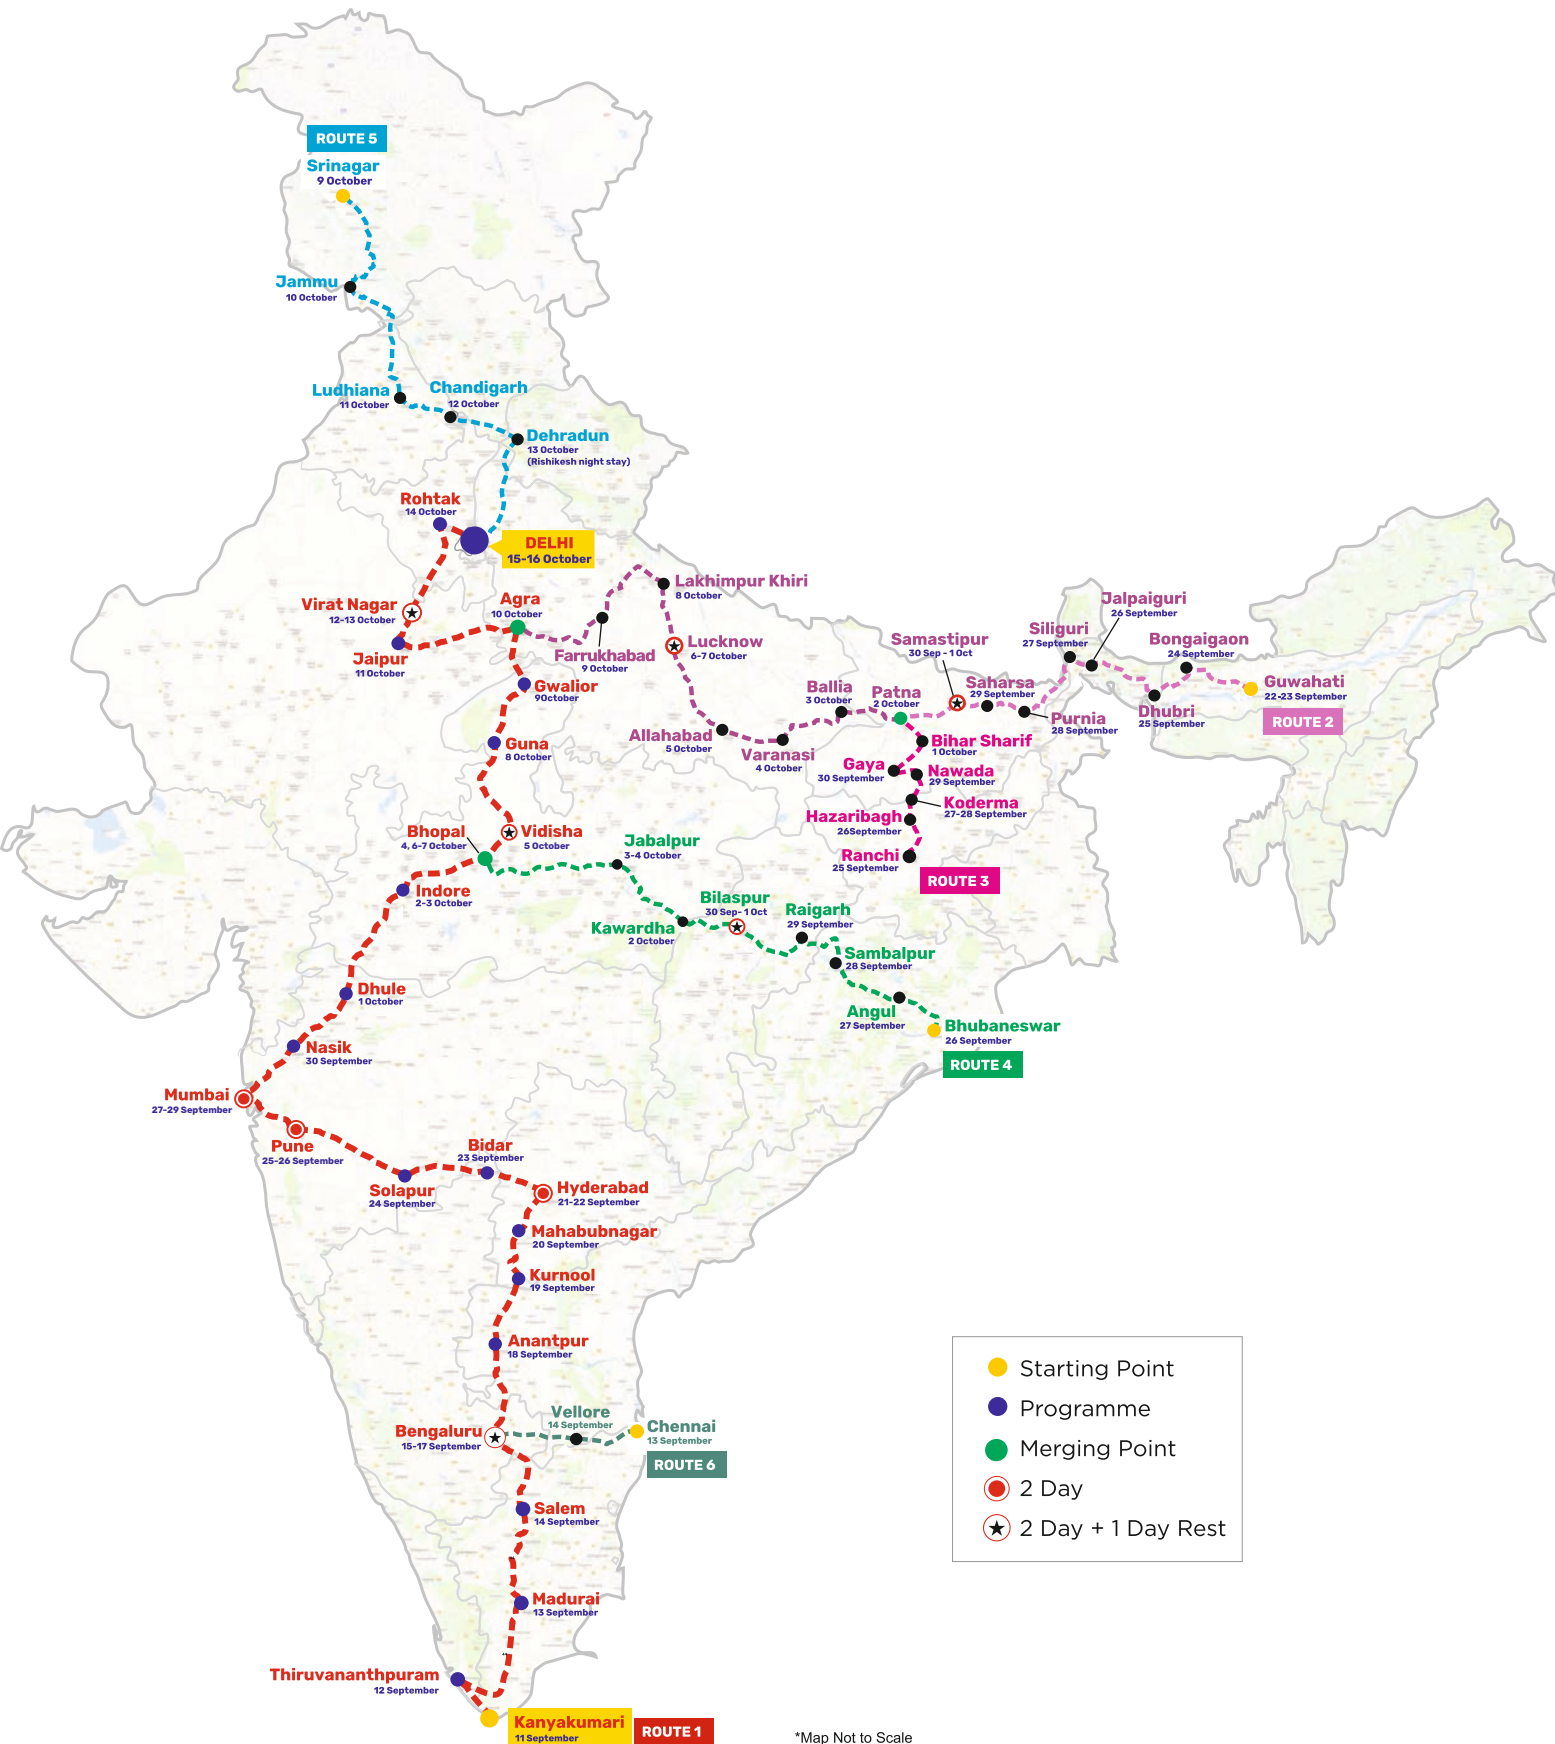 ROUTE 5
Srinagar
9 October
Jammu
10 October
Ludhiana
11 October
Chandigarh
12 October
Dehradun
13 October
(Rishikesh night stay)
Rohtak
14 October
DELHI
15-16 October
Virat Nagar
12-13 October
Agra
10 October
Jaipur
11 October
Lakhimpur Khiri
8 October
Farrukhabad
9 October
Lucknow
6-7 October
Gwalior
9October
Samastipur
30 Sep - 1 Oct
Siliguri
27 September
Jalpaiguri
26 September
Bongaigaon
24 September
Guwahati
22-23 September
ROUTE 2
Dhubri
25 September
Saharsa
29 September
Purnia
28 September
Ballia
3 October
Patna
2 October
Allahabad
5 October
Varanasi
4 October
Bihar Sharif
1 October
Gaya
30 September
Nawada
29 September
Koderma
27-28 September
Hazaribagh
26September
Ranchi
25 September
ROUTE 3
Guna
8 October
Bhopal
4, 6-7 October
Vidisha
5 October
Jabalpur
3-4 October
Indore
2-3 October
Kawardha
2 October
Bilaspur
30 Sep- 1 Oct
Raigarh
29 September
Sambalpur
28 September
Angul
27 September
Bhubaneswar
26 September
ROUTE 4
Dhule
1 October
Nasik
30 September
Mumbai
27-29 September
Pune
25-26 September
Bidar
23 September
Solapur
24 September
Hyderabad
21-22 September
Mahabubnagar
20 September
Kurnool
19 September
Anantpur
18 September
Bengaluru
15-17 September
Vellore
14 September
Chennai
13 September
ROUTE 6
Salem
14 September
Madurai
13 September
Thiruvananthpuram
12 September
Kanyakumari
11 September
ROUTE 1
Starting Point
Programme
Merging Point
2 Day
2 Day + 1 Day Rest
*Map Not to Scale